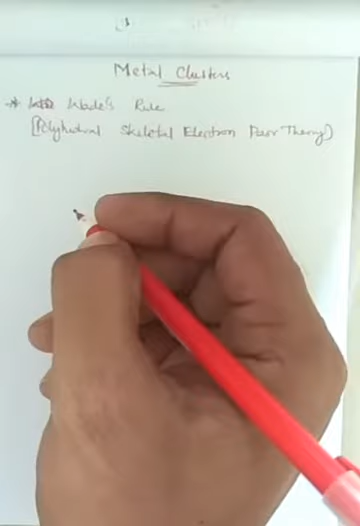 Metal Clusters
* Wade's Rule
(Polyhedral Skeletal Electron Pair Theory)